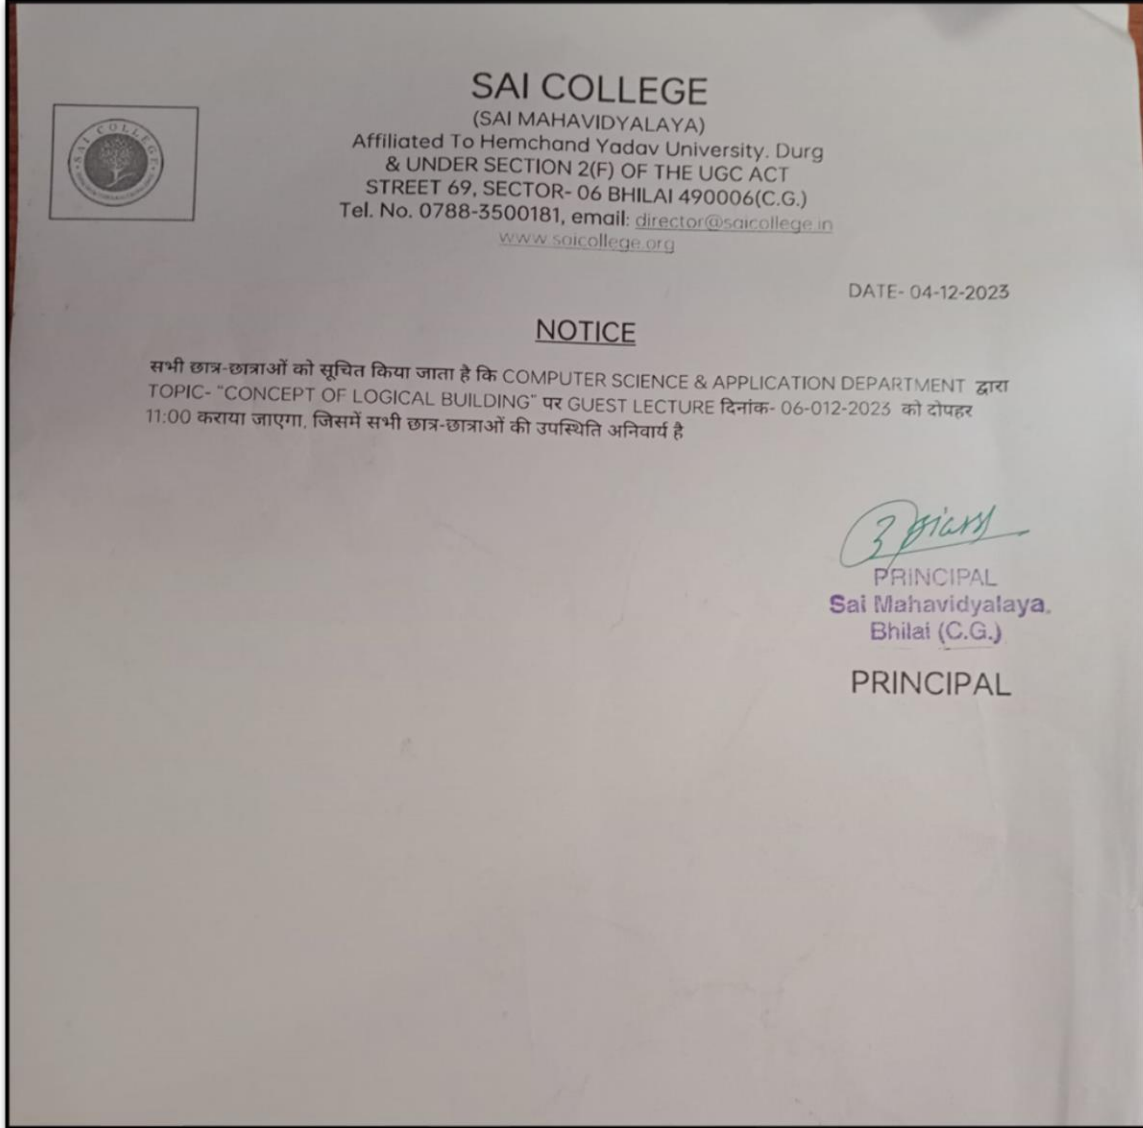 SAI COLLEGE
SAI COLLEGE
(SAI MAHAVIDYALAYA)
Affiliated To Hemchand Yadav University. Durg
& UNDER SECTION 2(F) OF THE UGC ACT
STREET 69, SECTOR- 06 BHILAI 490006(C.G.)
Tel. No. 0788-3500181, email: director@saicollege.in
www.saicollege.org
DATE- 04-12-2023
NOTICE
सभी छात्र-छात्राओं को सूचित किया जाता है कि COMPUTER SCIENCE & APPLICATION DEPARTMENT द्वारा
TOPIC- "CONCEPT OF LOGICAL BUILDING" पर GUEST LECTURE दिनांक- 06-012-2023 को दोपहर
11:00 कराया जाएगा, जिसमें सभी छात्र-छात्राओं की उपस्थिति अनिवार्य है
PRINCIPAL
Sai Mahavidyalaya,
Bhilai (C.G.)
PRINCIPAL